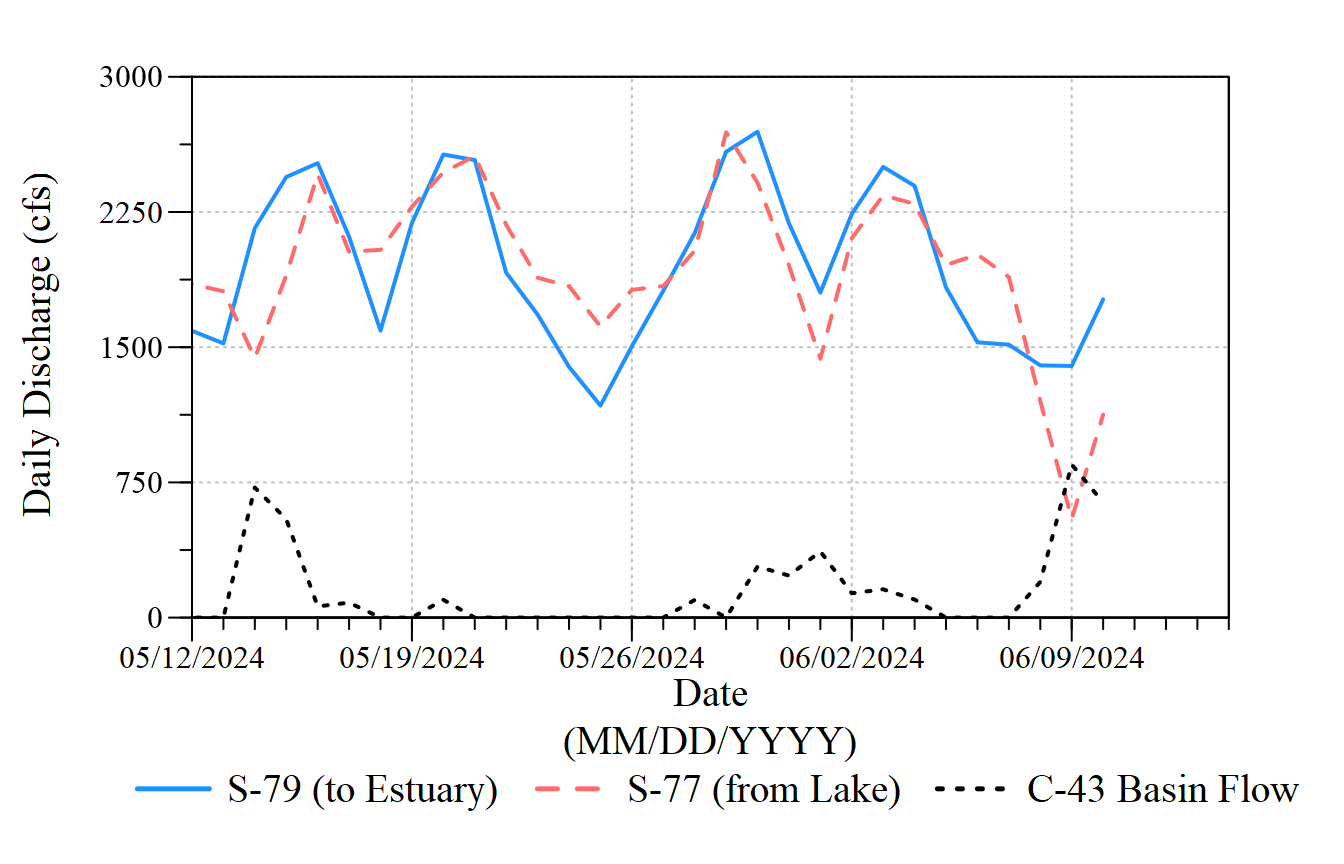 3000
2250
1500
750
0
Daily Discharge (cfs)
05/12/2024 05/19/2024 05/26/2024 06/02/2024 06/09/2024
Date
(MM/DD/YYYY)
S-79 (to Estuary) S-77 (from Lake) C-43 Basin Flow